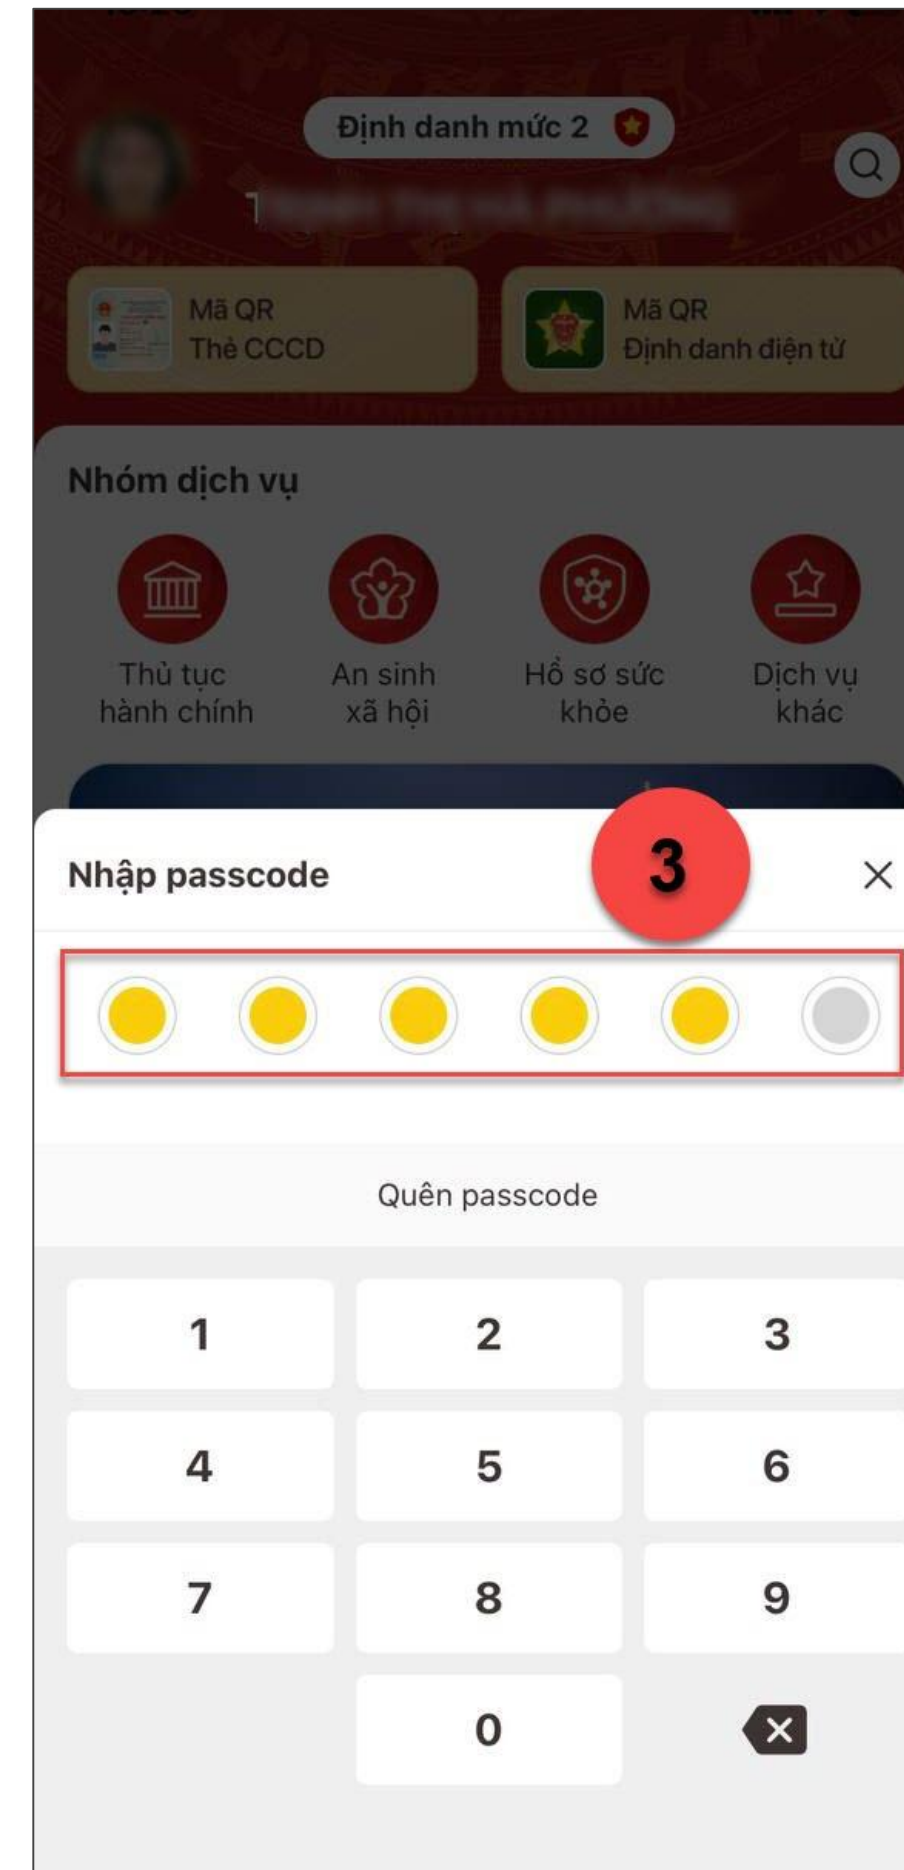 Định danh mức 2
Mã QR
Thẻ CCCD
Mã QR
Định danh điện tử
Nhóm dịch vụ
Thủ tục
hành chính
An sinh
xã hội
Hồ sơ sức
khỏe
Dịch vụ
khác
Nhập passcode
3
Quên passcode
1 2 3
4 5 6
7 8 9
0